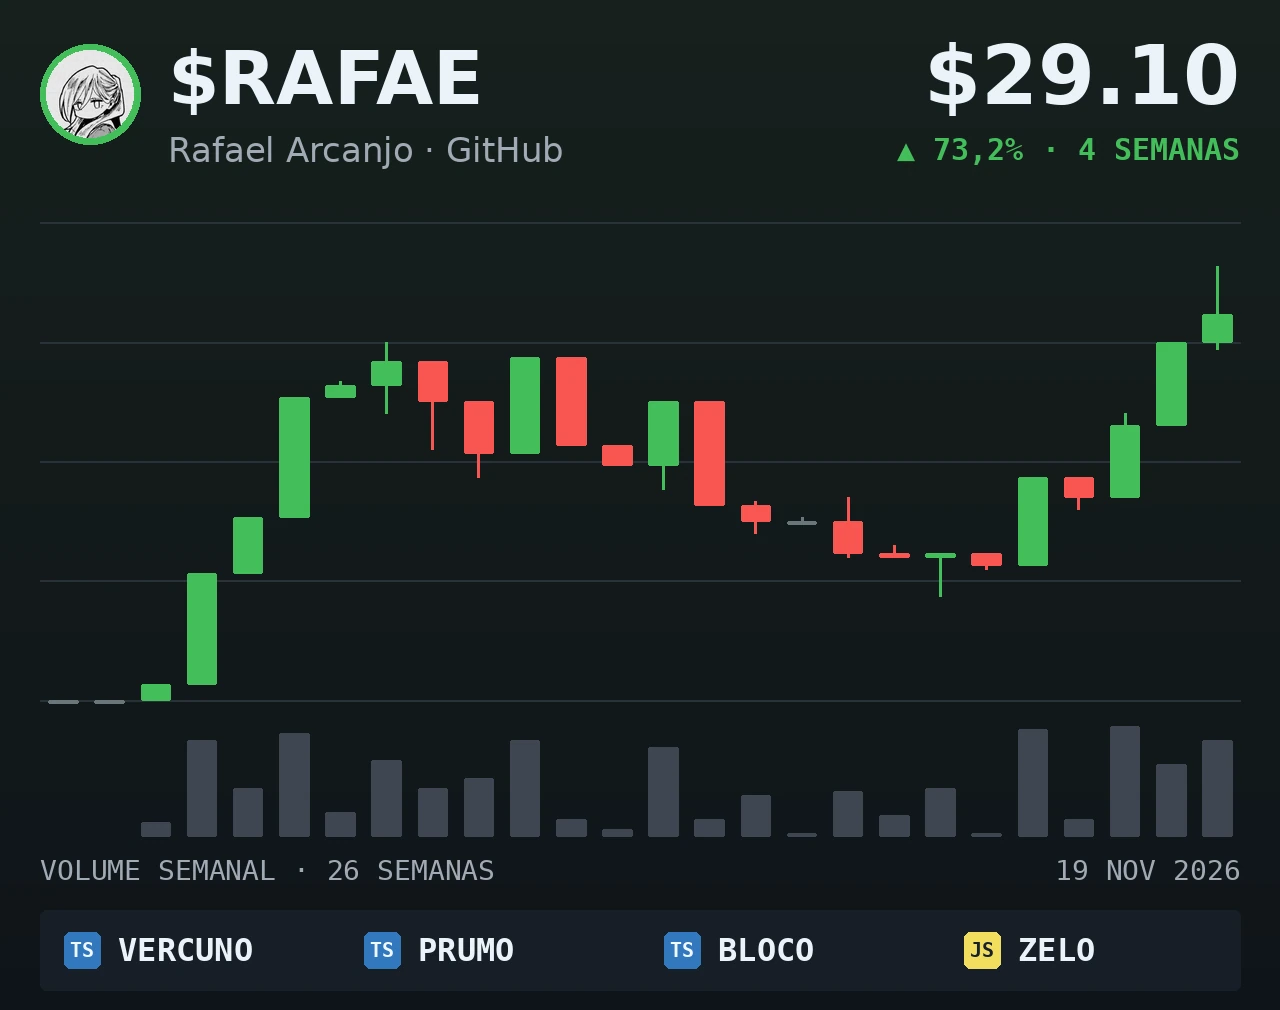 $RAFAE
$29.10
Rafael Arcanjo · GitHub
▲ 73,2% · 4 SEMANAS
VOLUME SEMANAL · 26 SEMANAS
19 NOV 2026
TS VERCUNO
TS PRUMO
TS BLOCO
JS ZELO